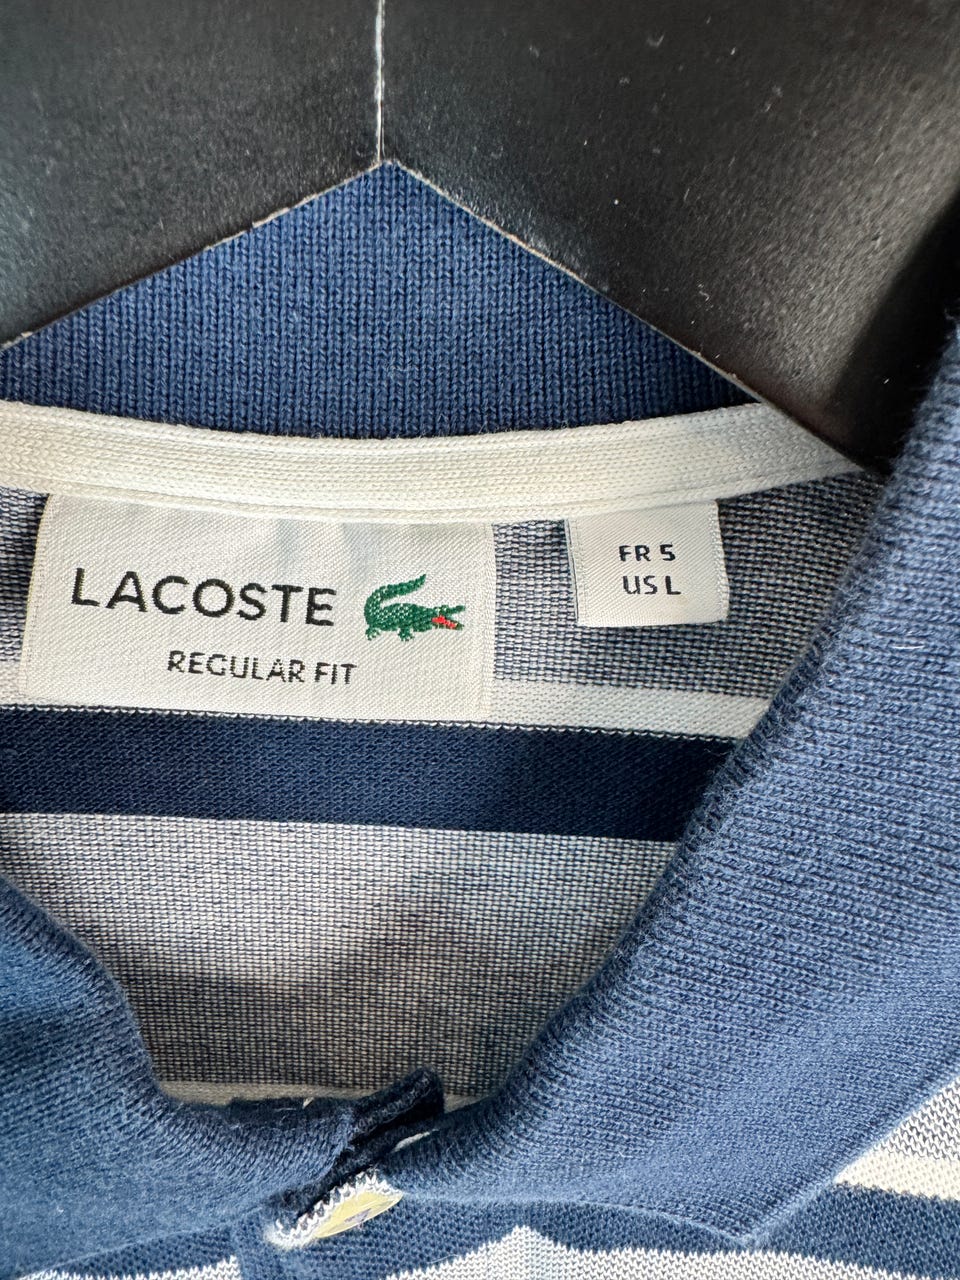 LACOSTE
REGULAR FIT
FR 5
US L